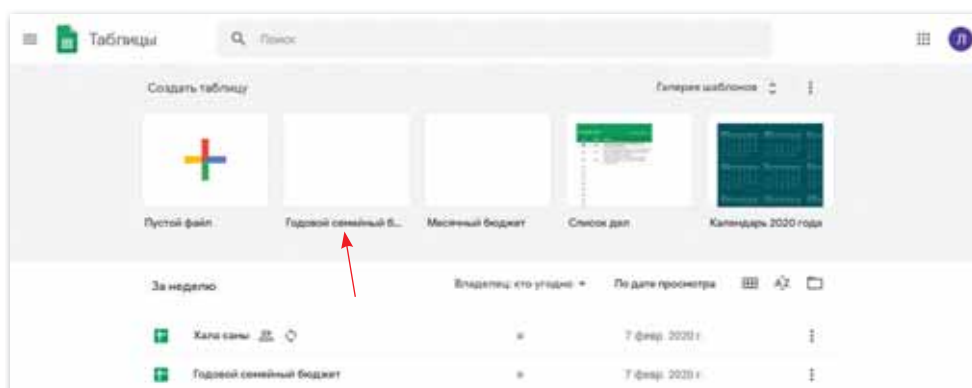 Таблицы
Поиск
Л
Создать таблицу
Галерея шаблонов
Пустой файл
Годовой семейный б...
Месячный бюджет
Список дел
Календарь 2020 года
За неделю
Владелец: кто угодно
По дате просмотра
Хала саны
7 февр. 2020 г.
Годовой семейный бюджет
7 февр. 2020 г.